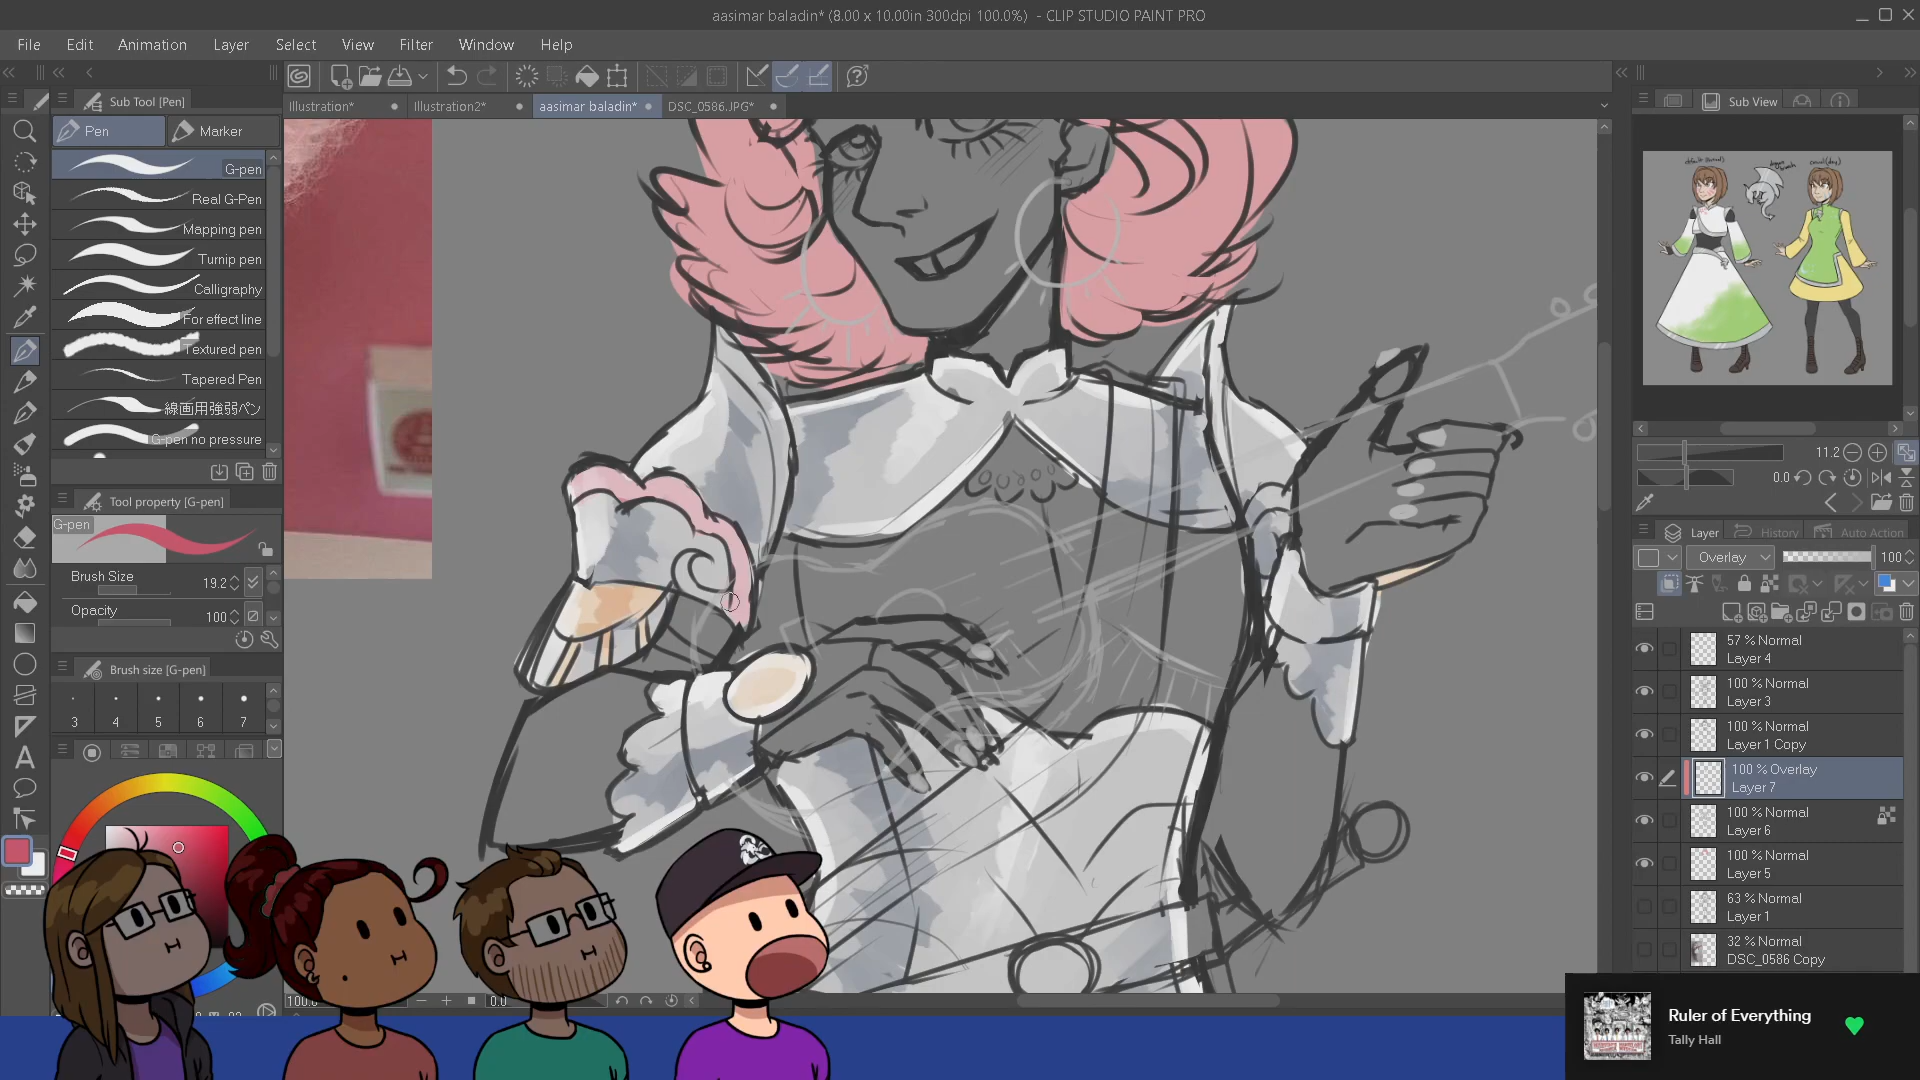 aasimar baladin* (8.00 x 10.00in 300dpi 100.0%) - CLIP STUDIO PAINT PRO
File Edit Animation Layer Select View Filter Window Help
Sub Tool [Pen]
Illustration* Illustration2* aasimar baladin* DSC_0586.JPG*
Sub View
Pen Marker
G-pen
Real G-Pen
Mapping pen
Turnip pen
Calligraphy
For effect line
Textured pen
Tapered Pen
線画用強弱ペン
G-pen no pressure
Tool property [G-pen]
G-pen
Brush Size 19.2
Opacity 100
Brush size [G-pen]
3 4 5 6 7
11.2
0.0
Layer History Auto Action
Overlay 100
57 % Normal
Layer 4
100 % Normal
Layer 3
100 % Normal
Layer 1 Copy
100 % Overlay
Layer 7
100 % Normal
Layer 6
100 % Normal
Layer 5
63 % Normal
Layer 1
32 % Normal
DSC_0586 Copy
100.0
0.0
Ruler of Everything
Tally Hall